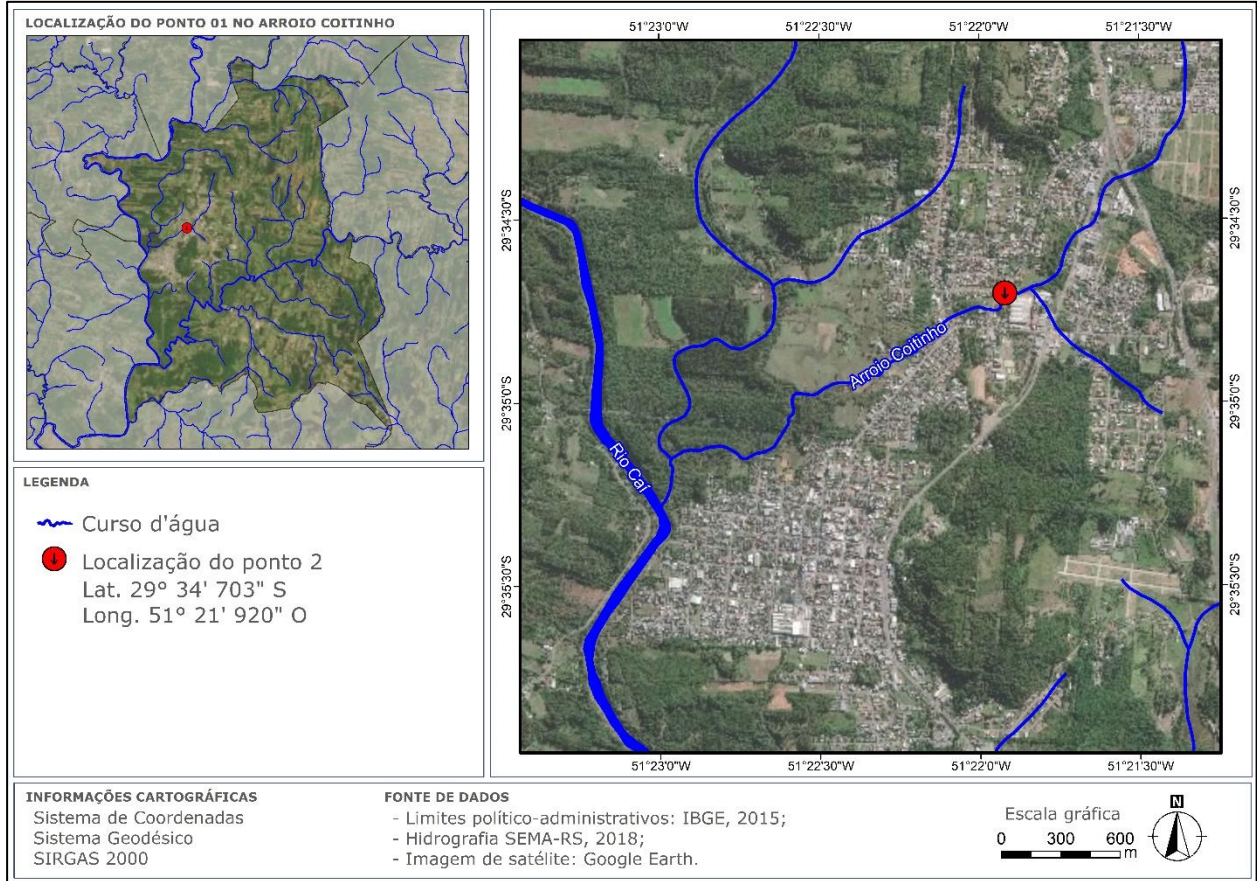 LOCALIZAÇÃO DO PONTO 01 NO ARROIO COITINHO
LEGENDA
Curso d'água
Localização do ponto 2
Lat. 29° 34' 703" S
Long. 51° 21' 920" O
51°23'0"W
51°22'30"W
51°22'0"W
51°21'30"W
29°34'30"S
29°35'0"S
29°35'30"S
29°34'30"S
29°35'0"S
29°35'30"S
Arroio Coitinho
Rio Caí
51°23'0"W
51°22'30"W
51°22'0"W
51°21'30"W
INFORMAÇÕES CARTOGRÁFICAS
Sistema de Coordenadas
Sistema Geodésico
SIRGAS 2000
FONTE DE DADOS
- Limites político-administrativos: IBGE, 2015;
- Hidrografia SEMA-RS, 2018;
- Imagem de satélite: Google Earth.
Escala gráfica
0 300 600
m
N